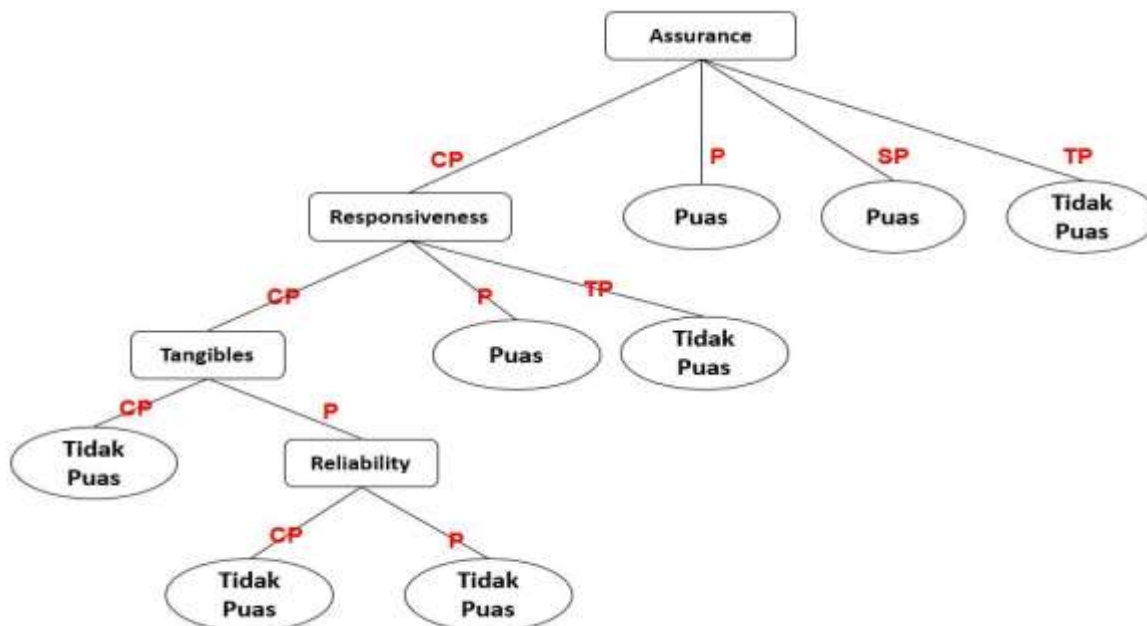 Assurance
CP
P
SP
TP
Responsiveness
Puas
Puas
Tidak
Puas
CP
P
TP
Tangibles
Puas
Tidak
Puas
CP
P
Tidak
Puas
Reliability
CP
P
Tidak
Puas
Tidak
Puas